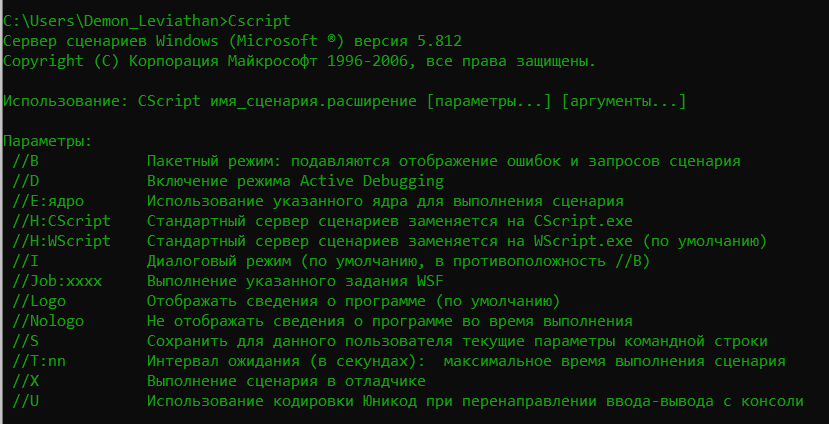 C:\Users\Demon_Leviathan>Cscript
Сервер сценариев Windows (Microsoft ®) версия 5.812
Copyright (C) Корпорация Майкрософт 1996-2006, все права защищены.
Использование: CScript имя_сценария.расширение [параметры...] [аргументы...]
Параметры:
//B Пакетный режим: подавляются отображение ошибок и запросов сценария
//D Включение режима Active Debugging
//E:ядро Использование указанного ядра для выполнения сценария
//H:CScript Стандартный сервер сценариев заменяется на CScript.exe
//H:WScript Стандартный сервер сценариев заменяется на WScript.exe (по умолчанию)
//I Диалоговый режим (по умолчанию, в противоположность //B)
//Job:xxxx Выполнение указанного задания WSF
//Logo Отображать сведения о программе (по умолчанию)
//Nologo Не отображать сведения о программе во время выполнения
//S Сохранить для данного пользователя текущие параметры командной строки
//T:nn Интервал ожидания (в секундах):  максимальное время выполнения сценария
//X Выполнение сценария в отладчике
//U Использование кодировки Юникод при перенаправлении ввода-вывода с консоли